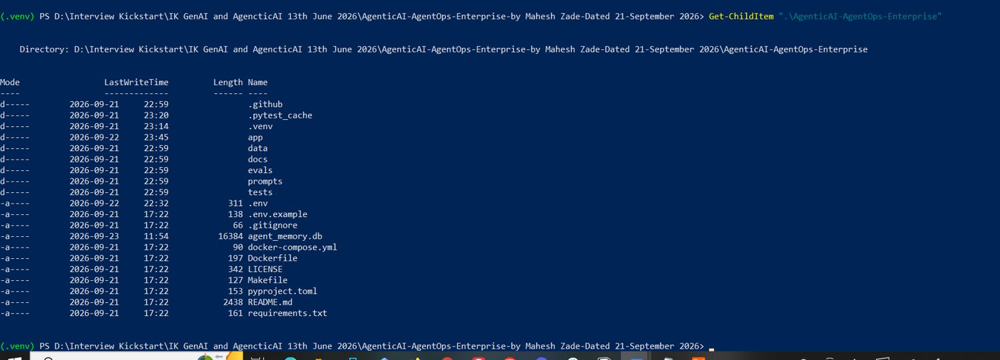 (.venv) PS D:\Interview Kickstart\IK GenAI and AgencticAI 13th June 2026\AgenticAI-AgentOps-Enterprise-by Mahesh Zade-Dated 21-September 2026> Get-ChildItem ".\AgenticAI-AgentOps-Enterprise"
Directory: D:\Interview Kickstart\IK GenAI and AgencticAI 13th June 2026\AgenticAI-AgentOps-Enterprise-by Mahesh Zade-Dated 21-September 2026\AgenticAI-AgentOps-Enterprise
Mode LastWriteTime Length Name
---- ------------- ------ ----
d----- 2026-09-21 22:59 .github
d----- 2026-09-21 23:20 .pytest_cache
d----- 2026-09-21 23:14 .venv
d----- 2026-09-22 23:45 app
d----- 2026-09-21 22:59 data
d----- 2026-09-21 22:59 docs
d----- 2026-09-21 22:59 evals
d----- 2026-09-21 22:59 prompts
d----- 2026-09-21 22:59 tests
-a---- 2026-09-22 22:32 311 .env
-a---- 2026-09-21 17:22 138 .env.example
-a---- 2026-09-21 17:22 66 .gitignore
-a---- 2026-09-23 11:54 16384 agent_memory.db
-a---- 2026-09-21 17:22 90 docker-compose.yml
-a---- 2026-09-21 17:22 197 Dockerfile
-a---- 2026-09-21 17:22 342 LICENSE
-a---- 2026-09-21 17:22 127 Makefile
-a---- 2026-09-21 17:22 153 pyproject.toml
-a---- 2026-09-21 17:22 2438 README.md
-a---- 2026-09-21 17:22 161 requirements.txt
(.venv) PS D:\Interview Kickstart\IK GenAI and AgencticAI 13th June 2026\AgenticAI-AgentOps-Enterprise-by Mahesh Zade-Dated 21-September 2026>